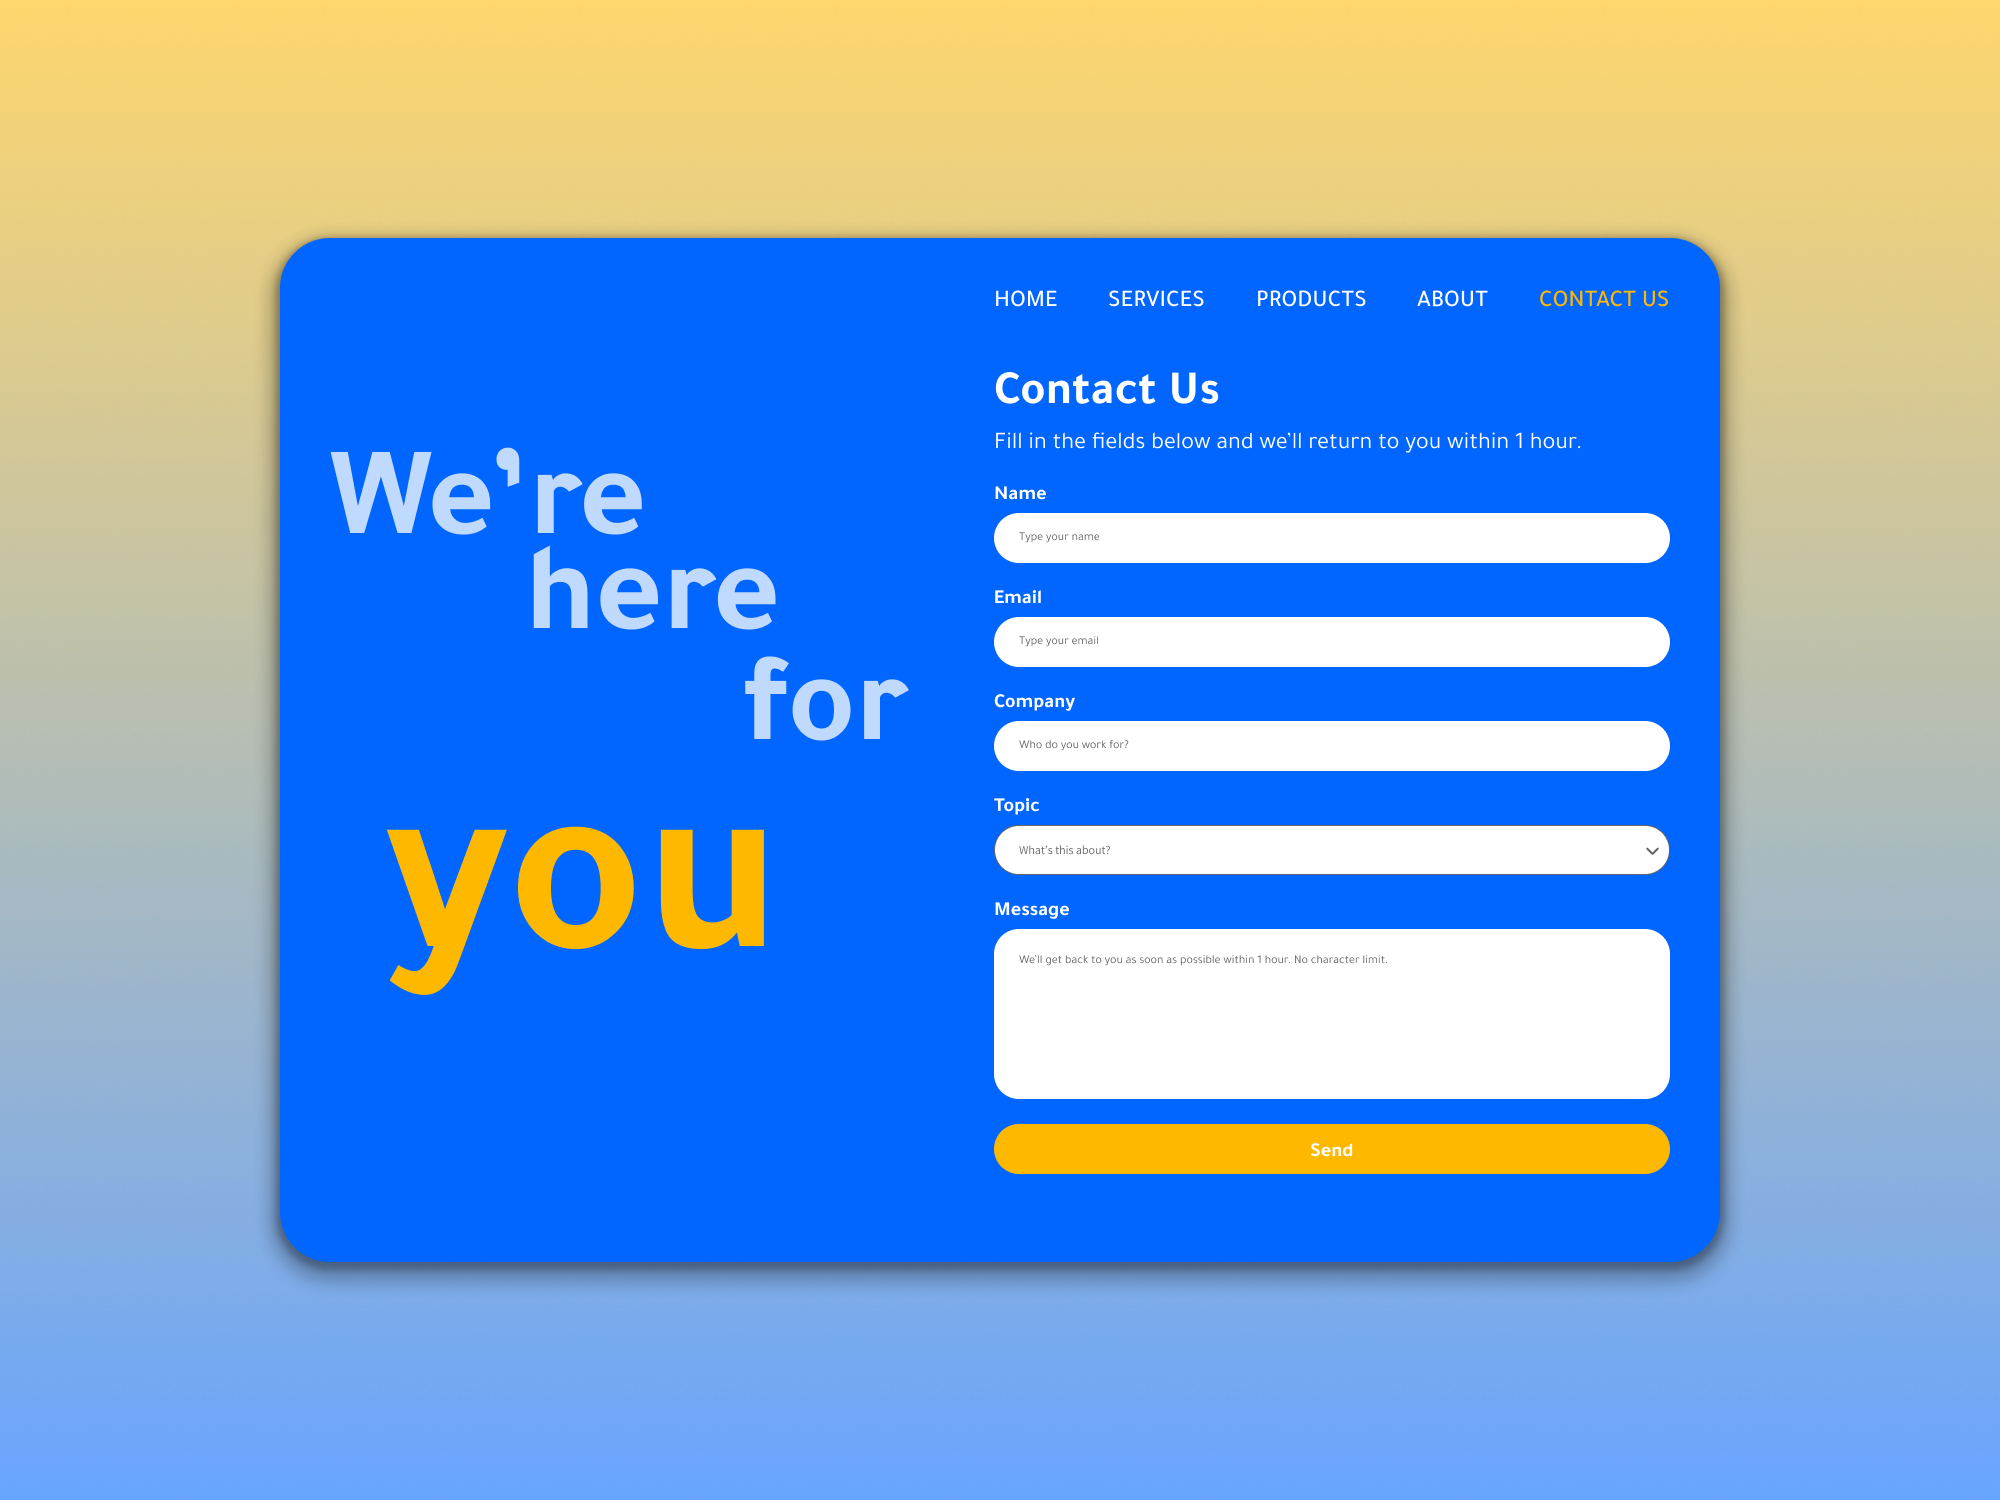 HOME SERVICES PRODUCTS ABOUT CONTACT US
We're
here
for
you
Contact Us
Fill in the fields below and we'll return to you within 1 hour.
Name
Type your name
Email
Type your email
Company
Who do you work for?
Topic
What's this about?
Message
We'll get back to you as soon as possible within 1 hour. No character limit.
Send